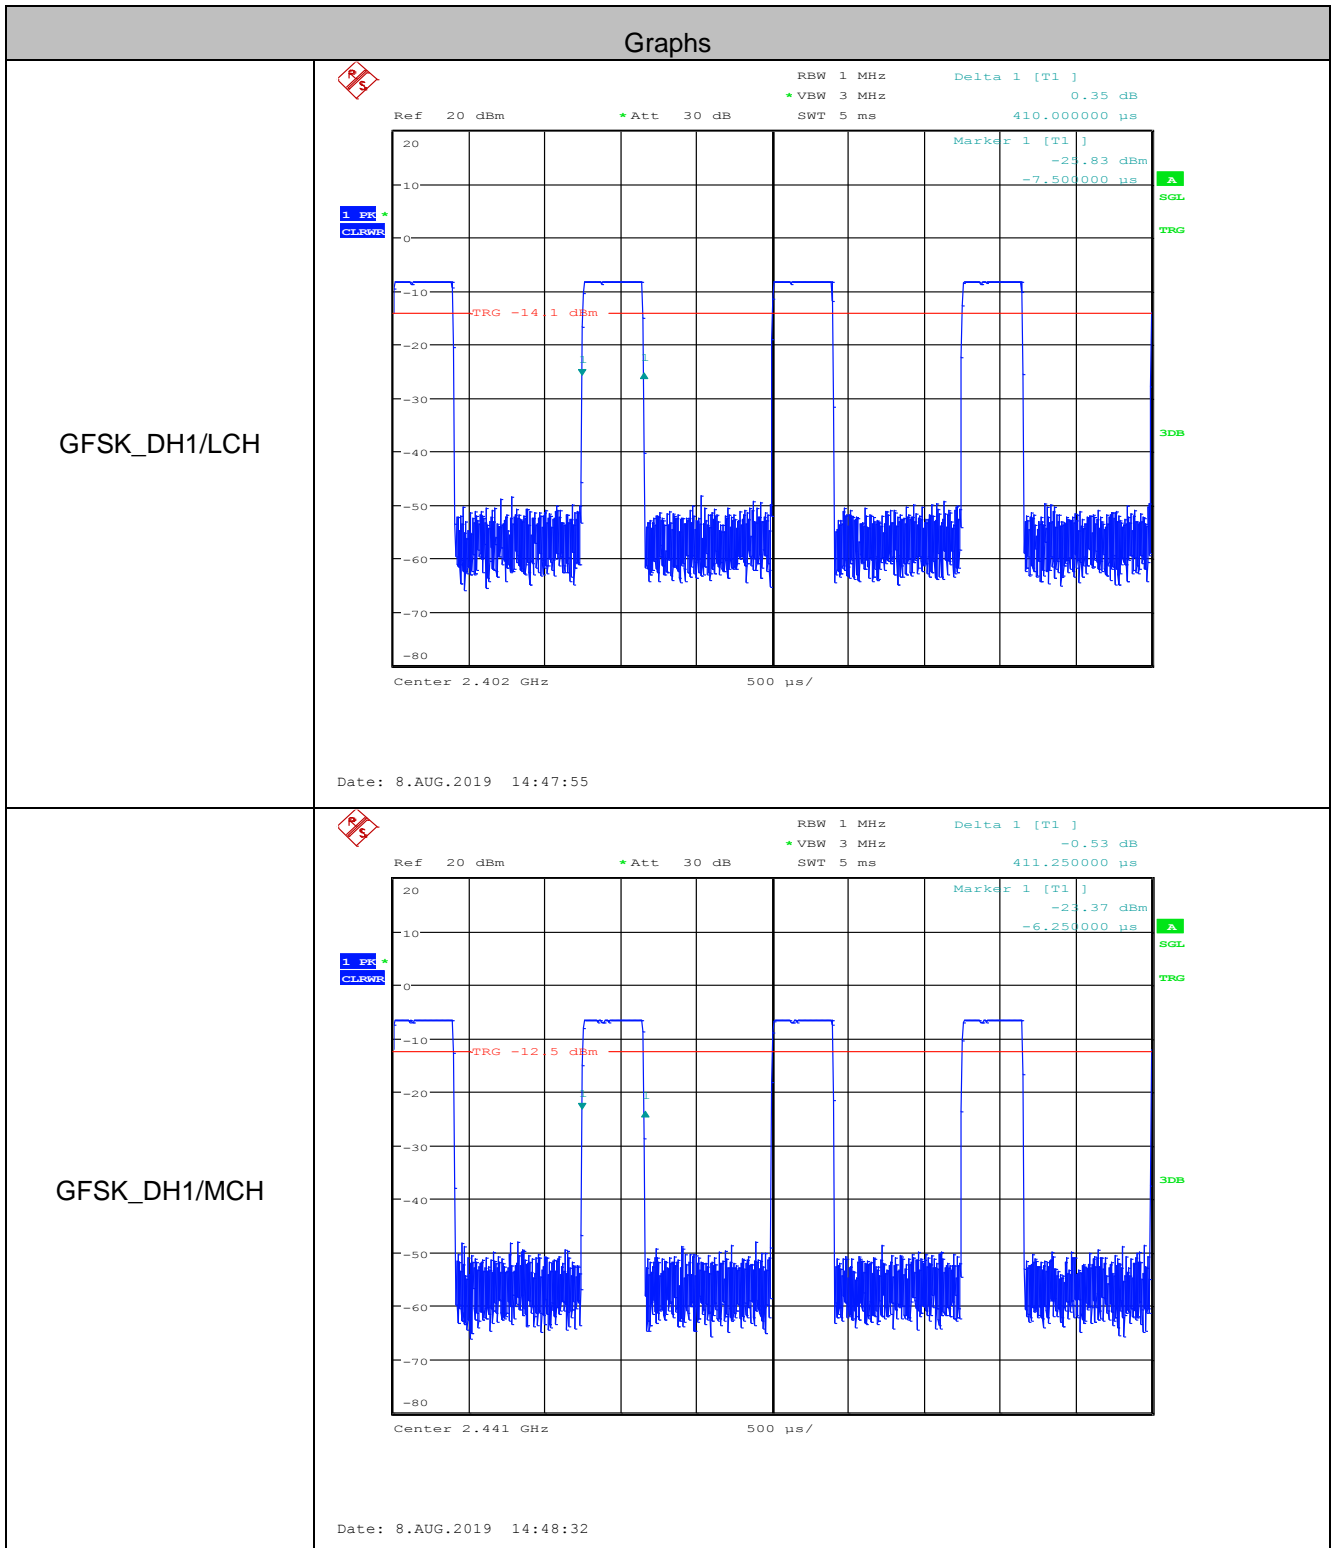 Graphs
GFSK_DH1/LCH
R S
RBW 1 MHz Delta 1 [T1 ]
* VBW 3 MHz 0.35 dB
Ref 20 dBm * Att 30 dB SWT 5 ms 410.000000 µs
20 Marker 1 [T1 ]
-25.83 dBm
-7.500000 µs A
10
SGL
1 PK *
CLRWR TRG
0
-10
TRG -14.1 dBm
-20
1 1
-30
3DB
-40
-50
-60
-70
-80
Center 2.402 GHz 500 µs/
Date: 8.AUG.2019 14:47:55
GFSK_DH1/MCH
R S
RBW 1 MHz Delta 1 [T1 ]
* VBW 3 MHz -0.53 dB
Ref 20 dBm * Att 30 dB SWT 5 ms 411.250000 µs
20 Marker 1 [T1 ]
-23.37 dBm
-6.250000 µs A
10
SGL
1 PK *
CLRWR TRG
0
-10
TRG -12.5 dBm
-20
1 1
-30
3DB
-40
-50
-60
-70
-80
Center 2.441 GHz 500 µs/
Date: 8.AUG.2019 14:48:32